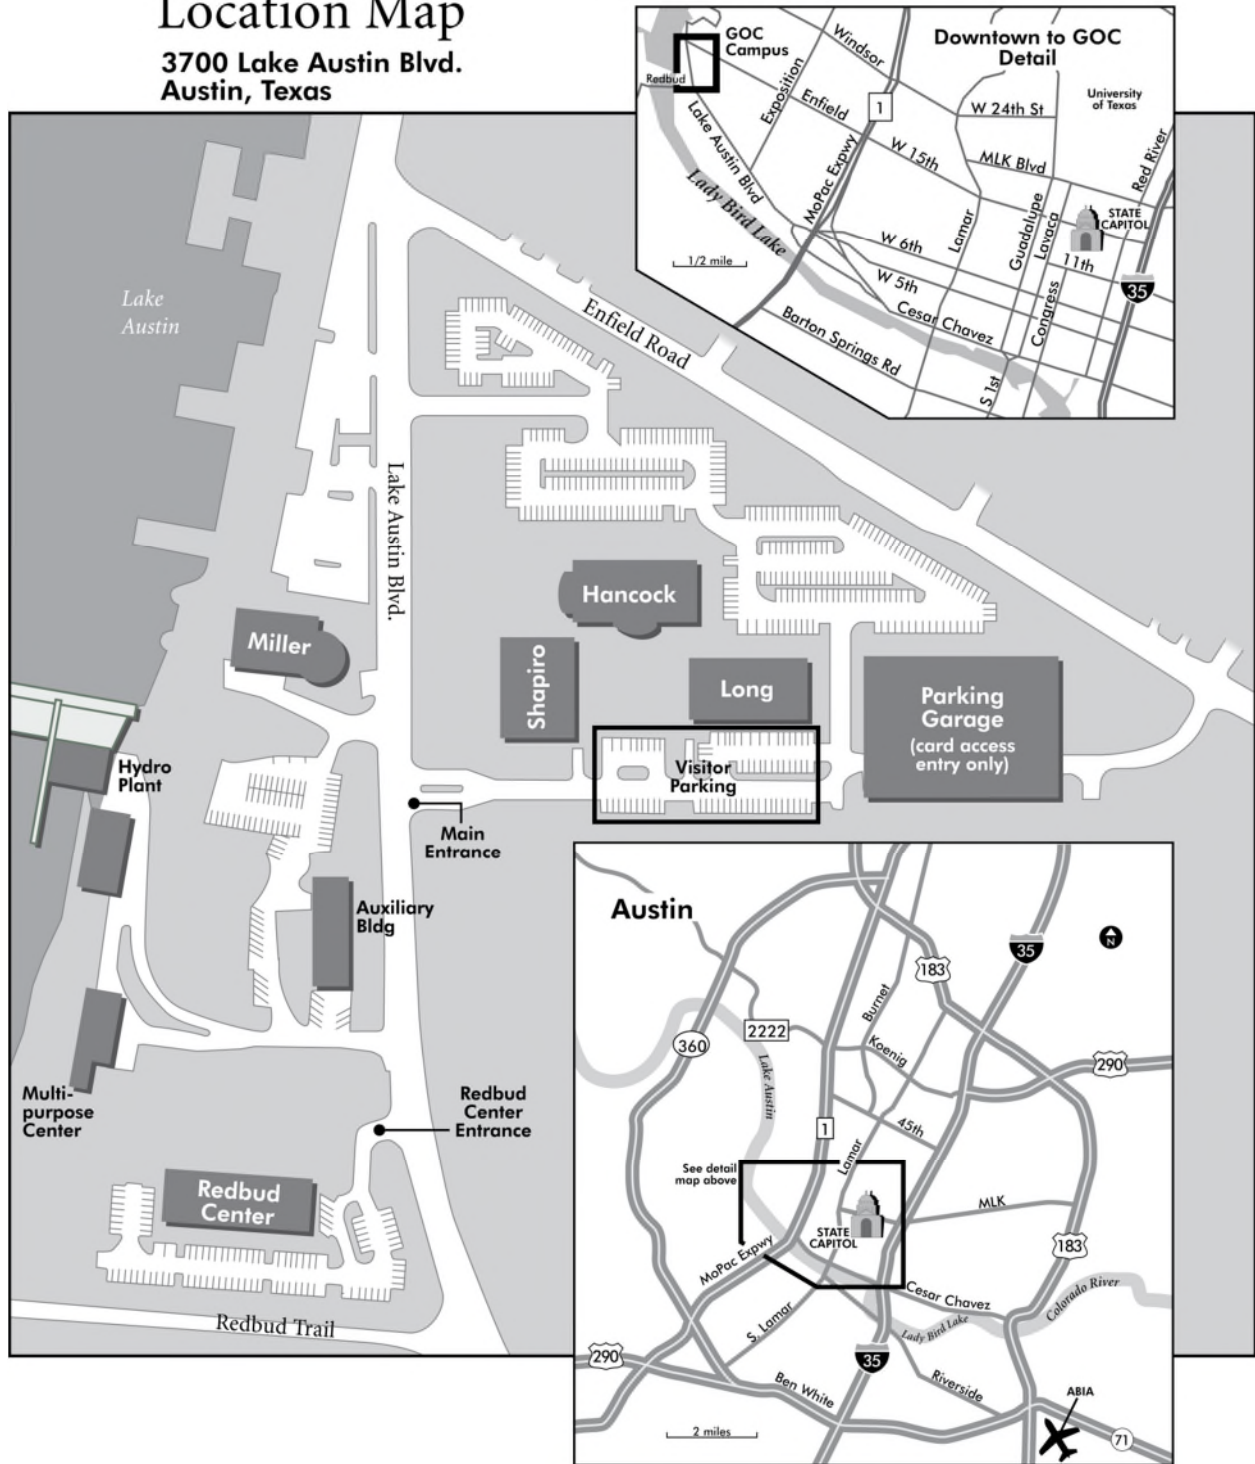 Location Map
3700 Lake Austin Blvd.
Austin, Texas
GOC
Campus
Downtown to GOC
Detail
Redbud
Windsor
Exposition
Enfield
1
W 24th St
University
of Texas
Lake Austin Blvd
MoPac Expwy
W 15th
MLK Blvd
Red River
Lady Bird Lake
Lamar
Guadalupe
Lavaca
STATE
CAPITOL
W 6th
11th
1/2 mile
W 5th
35
Cesar Chavez
Congress
Barton Springs Rd
S 1st
Lake
Austin
Enfield Road
Lake Austin Blvd.
Hancock
Miller
Shapiro
Long
Parking
Garage
(card access
entry only)
Visitor
Parking
Hydro
Plant
Main
Entrance
Auxiliary
Bldg
Multi-
purpose
Center
Redbud
Center
Entrance
Redbud
Center
Redbud Trail
Austin
N
35
183
Burnet
2222
360
Koenig
290
Lake Austin
45th
1
Lamar
See detail
map above
MLK
STATE
CAPITOL
183
MoPac Expwy
Cesar Chavez
Colorado River
S. Lamar
Lady Bird Lake
290
35
Ben White
Riverside
ABIA
2 miles
71